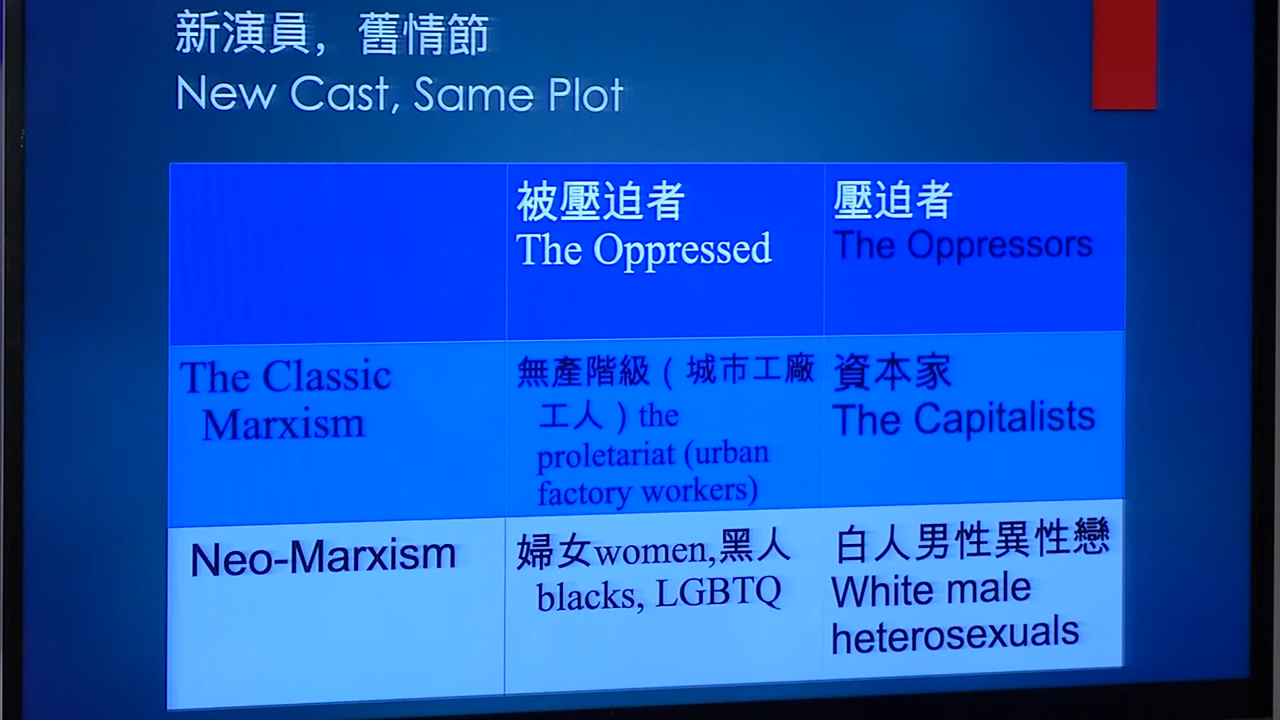 新演員，舊情節
New Cast, Same Plot
被壓迫者
The Oppressed
壓迫者
The Oppressors
The Classic
Marxism
無產階級（城市工廠
工人）the
proletariat (urban
factory workers)
資本家
The Capitalists
Neo-Marxism
婦女women,黑人
blacks, LGBTQ
白人男性異性戀
White male
heterosexuals